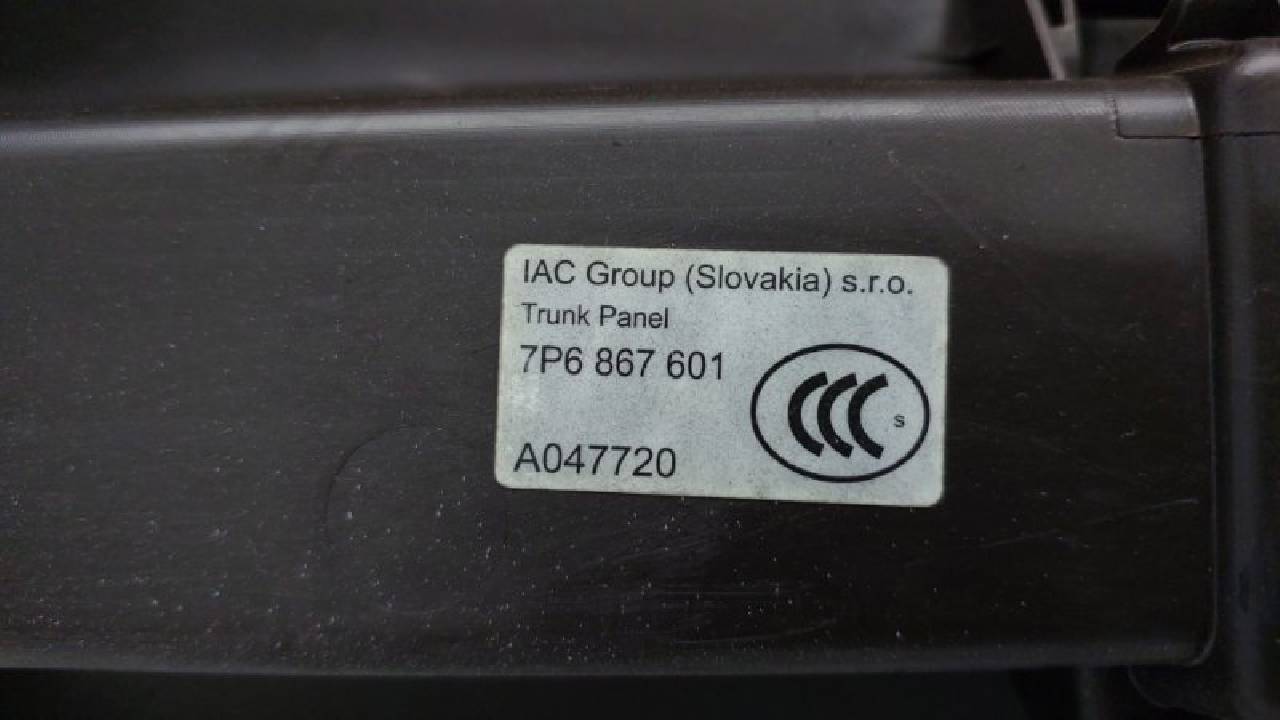 IAC Group (Slovakia) s.r.o.
Trunk Panel
7P6 867 601
CCC S
A047720